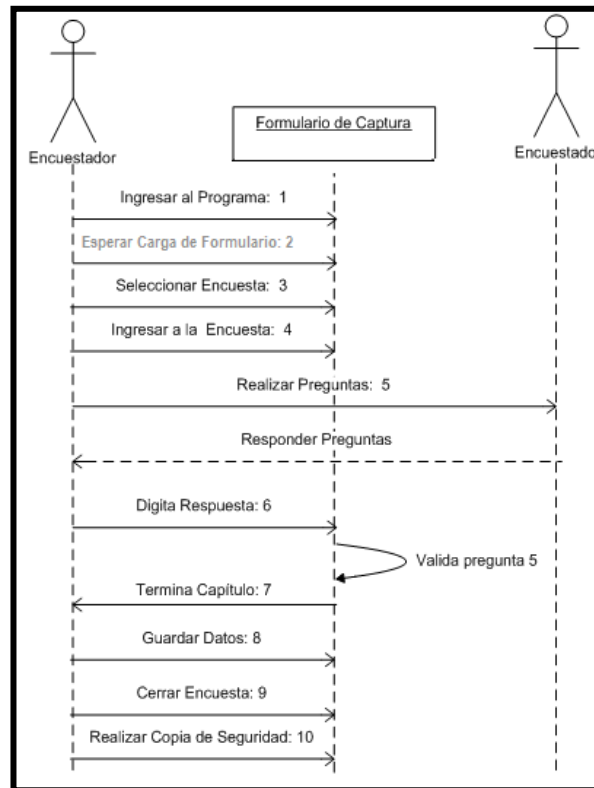 Formulario de Captura
Encuestador
Encuestado
Ingresar al Programa: 1
Esperar Carga de Formulario: 2
Seleccionar Encuesta: 3
Ingresar a la Encuesta: 4
Realizar Preguntas: 5
Responder Preguntas
Digita Respuesta: 6
Valida pregunta 5
Termina Capítulo: 7
Guardar Datos: 8
Cerrar Encuesta: 9
Realizar Copia de Seguridad: 10